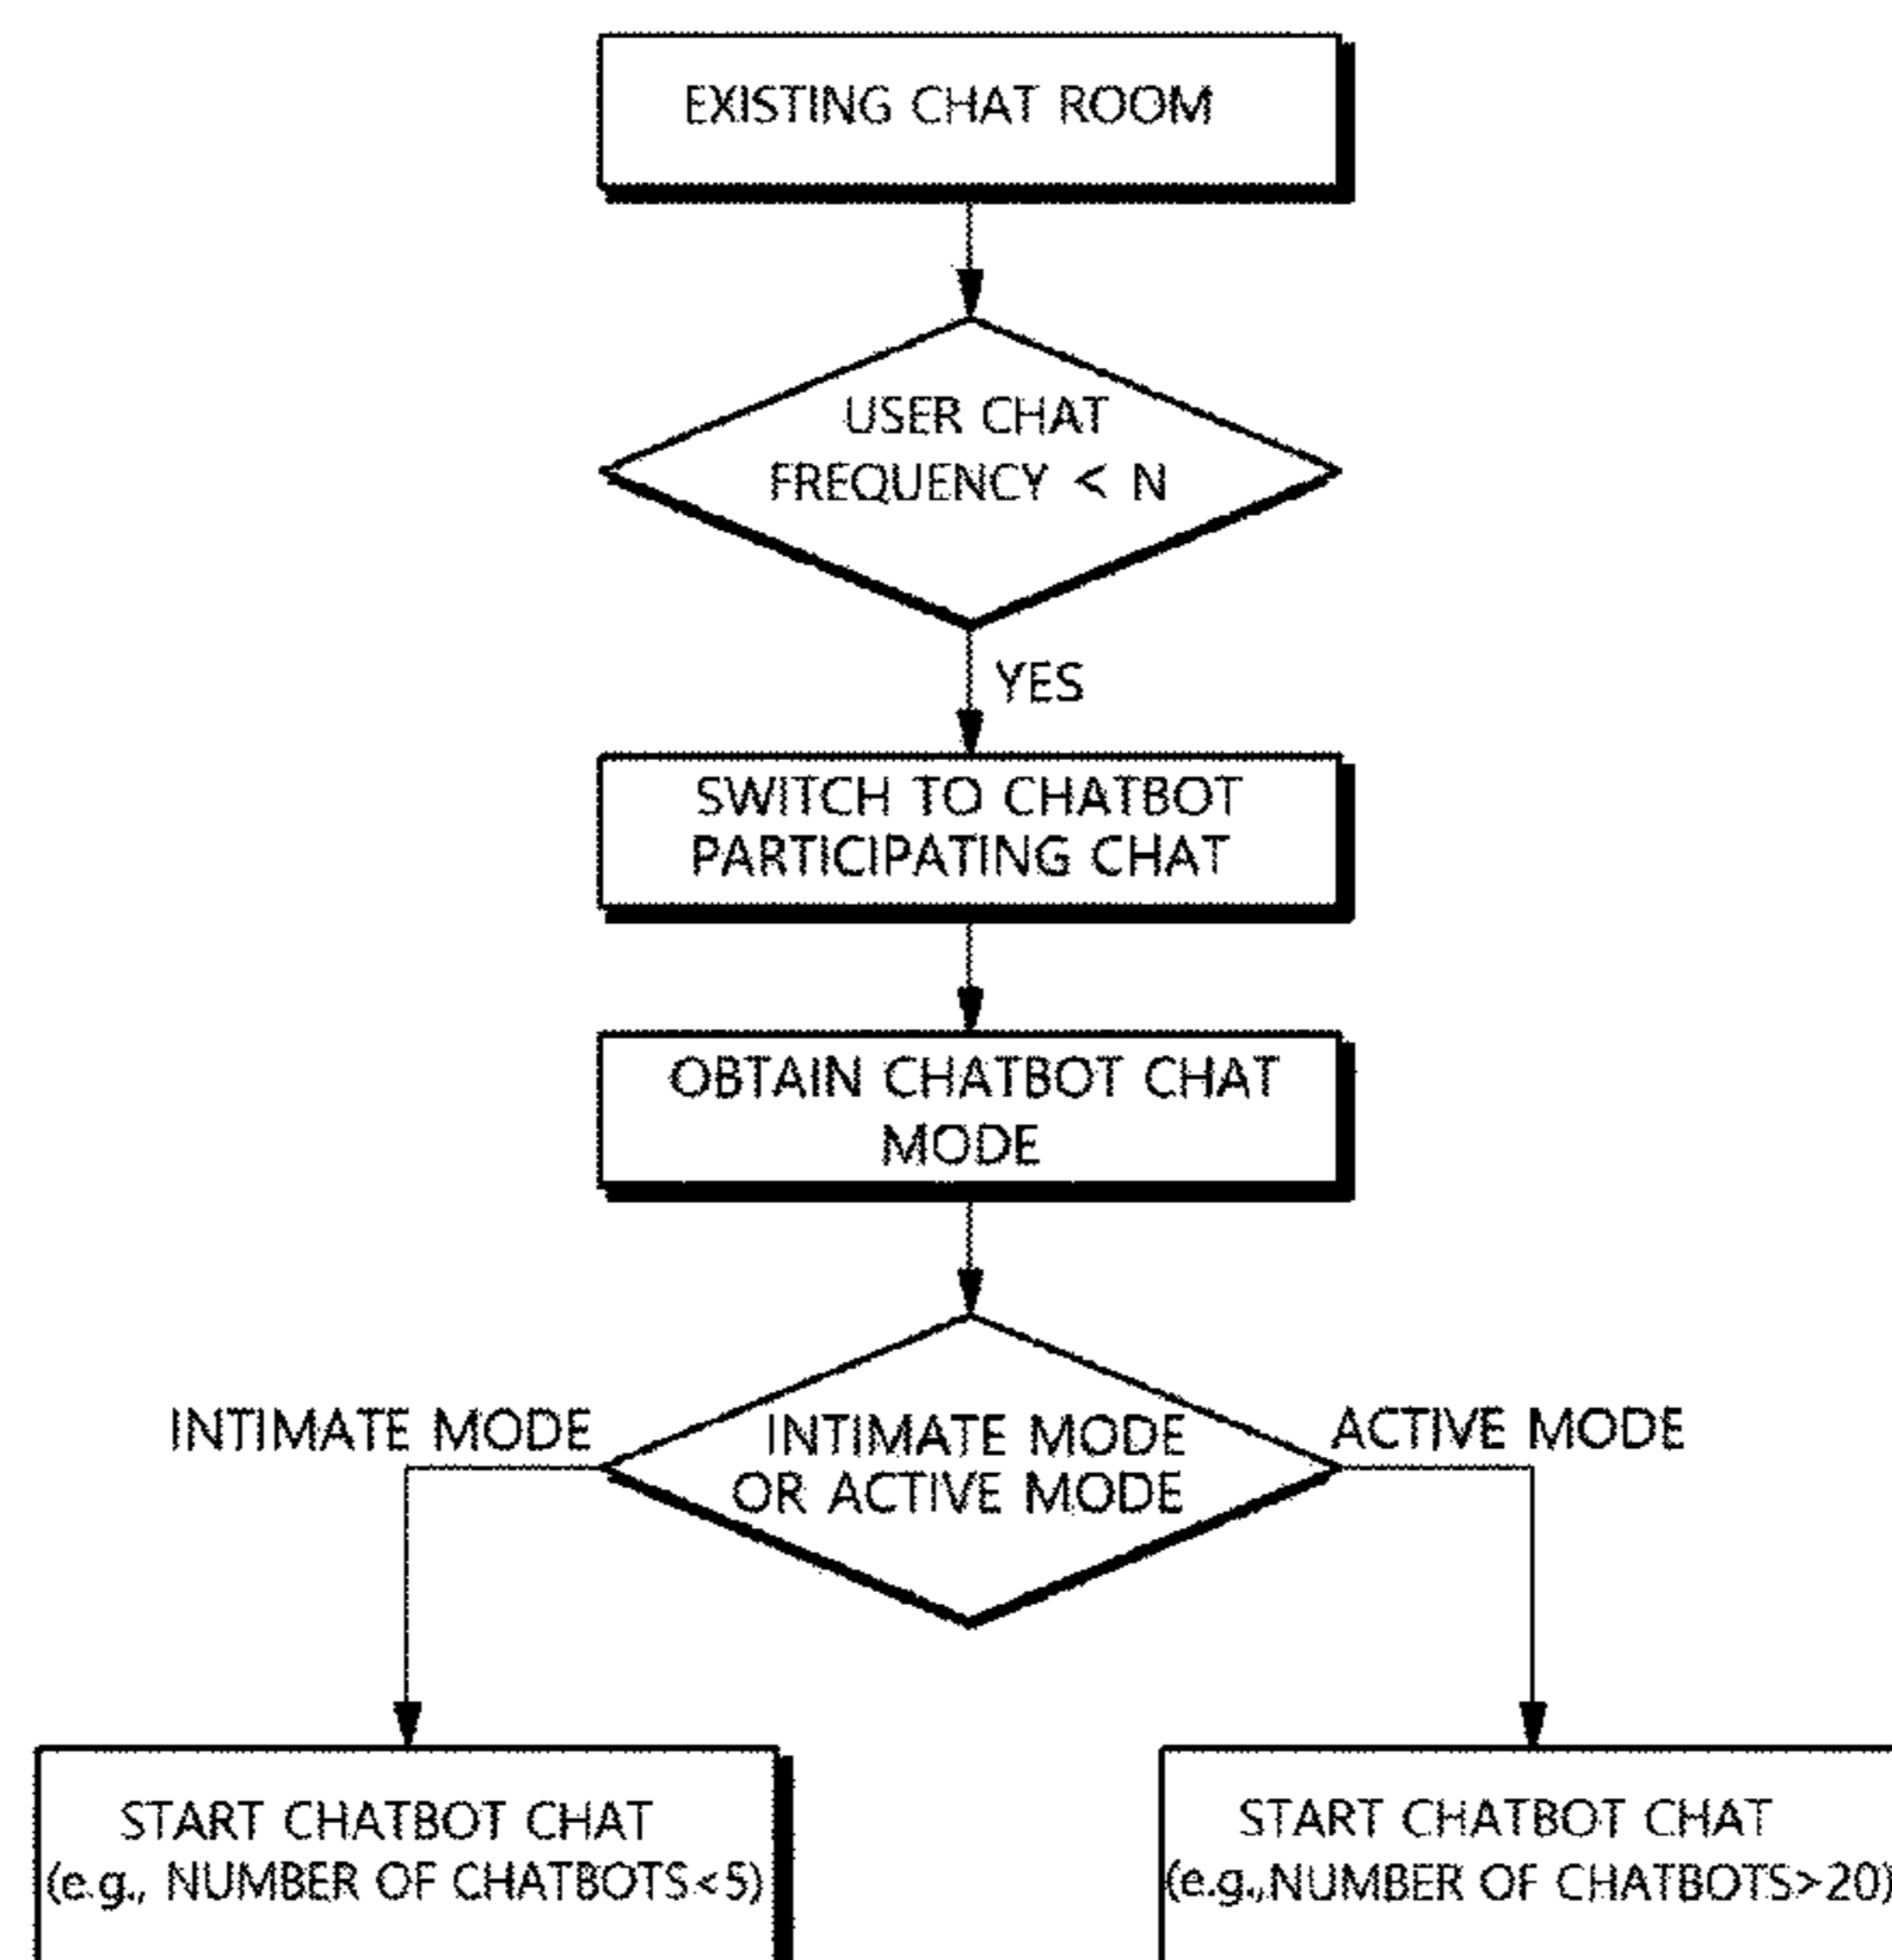 EXISTING CHAT ROOM
USER CHAT
FREQUENCY < N
YES
SWITCH TO CHATBOT
PARTICIPATING CHAT
OBTAIN CHATBOT CHAT
MODE
INTIMATE MODE
INTIMATE MODE
OR ACTIVE MODE
ACTIVE MODE
START CHATBOT CHAT
(e.g., NUMBER OF CHATBOTS<5)
START CHATBOT CHAT
(e.g.,NUMBER OF CHATBOTS>20)